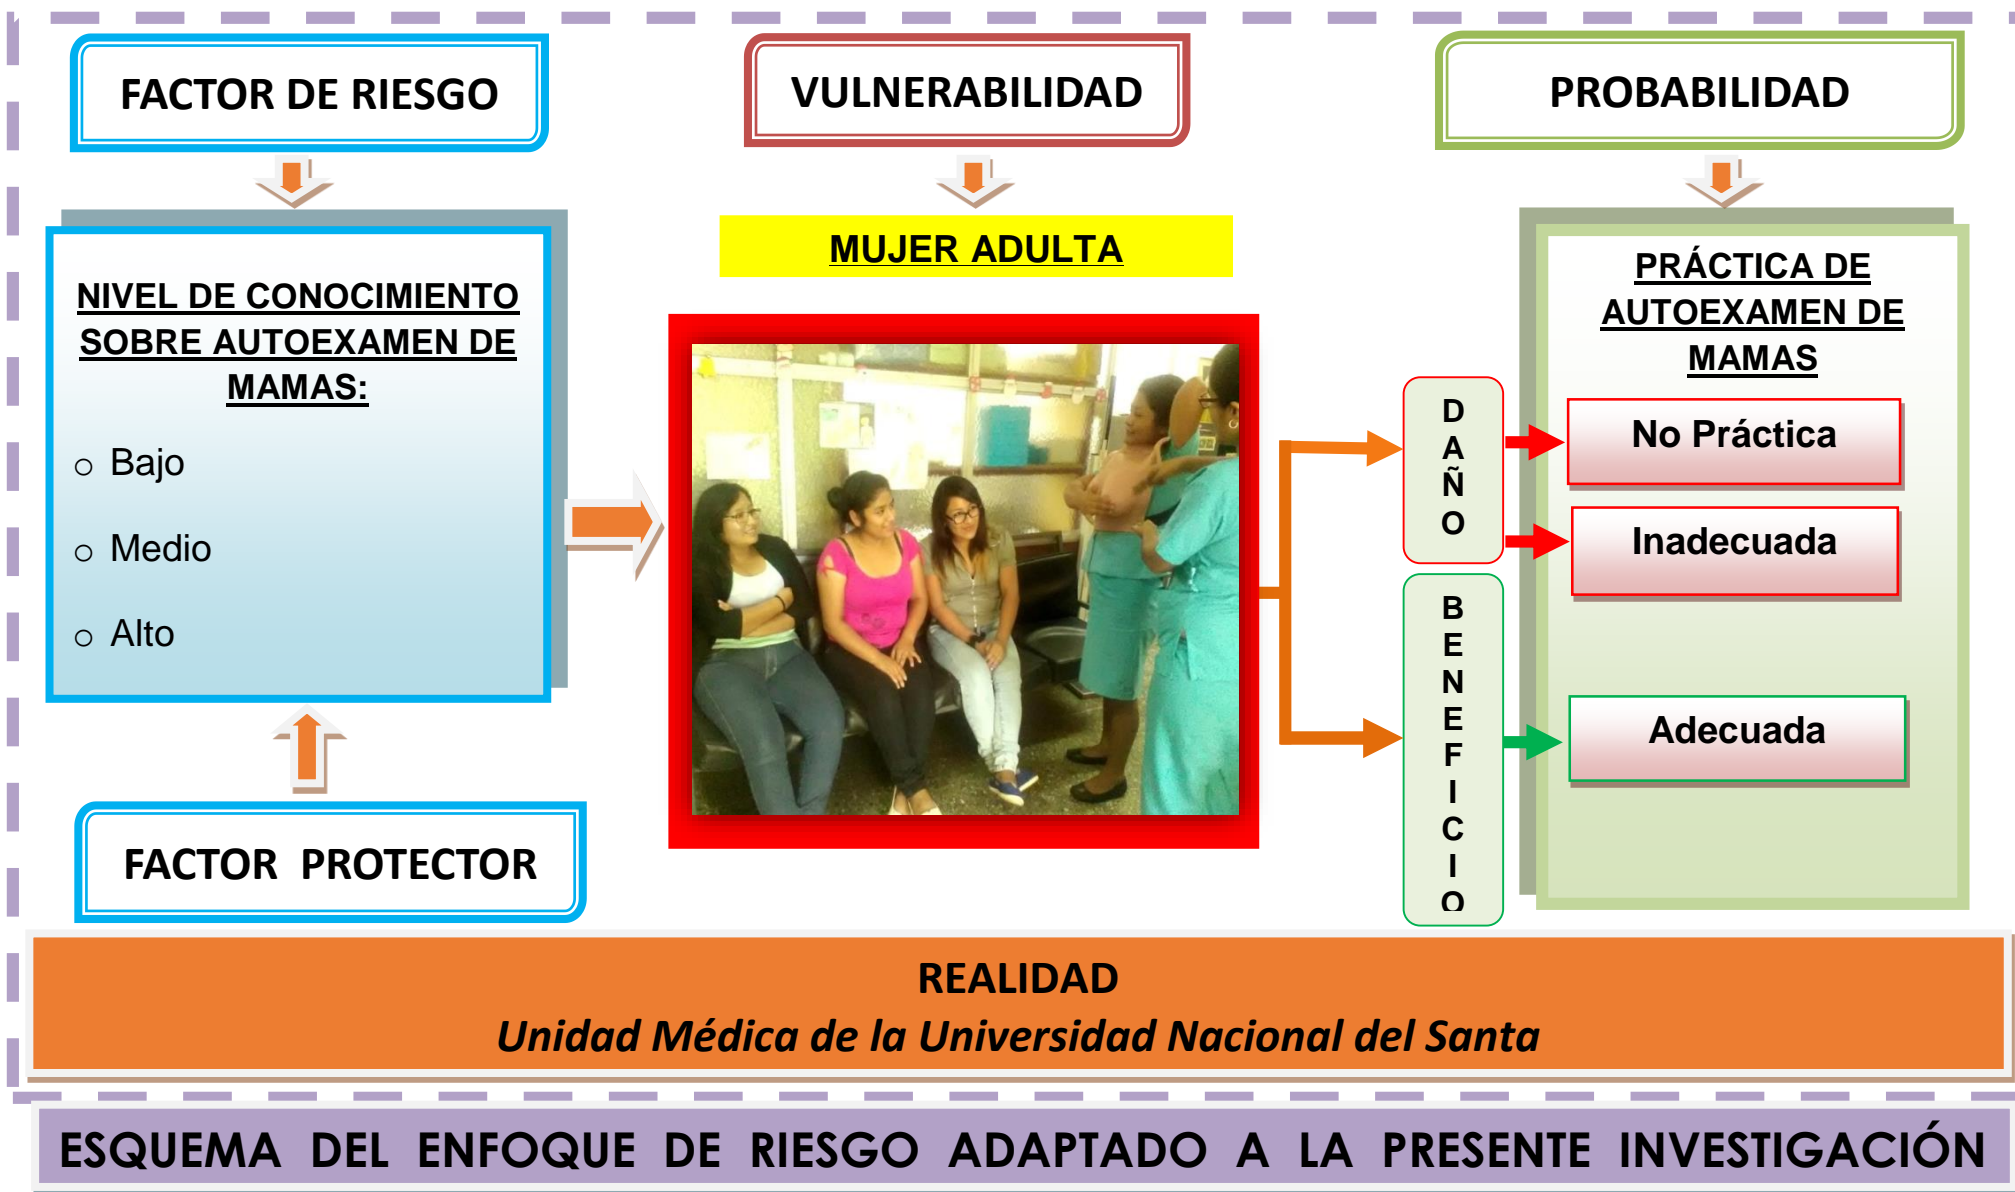 FACTOR DE RIESGO
VULNERABILIDAD
PROBABILIDAD
NIVEL DE CONOCIMIENTO
SOBRE AUTOEXAMEN DE
MAMAS:
○ Bajo
○ Medio
○ Alto
FACTOR PROTECTOR
MUJER ADULTA
D
A
Ñ
O
B
E
N
E
F
I
C
I
O
PRÁCTICA DE
AUTOEXAMEN DE
MAMAS
No Práctica
Inadecuada
Adecuada
REALIDAD
Unidad Médica de la Universidad Nacional del Santa
ESQUEMA DEL ENFOQUE DE RIESGO ADAPTADO A LA PRESENTE INVESTIGACIÓN